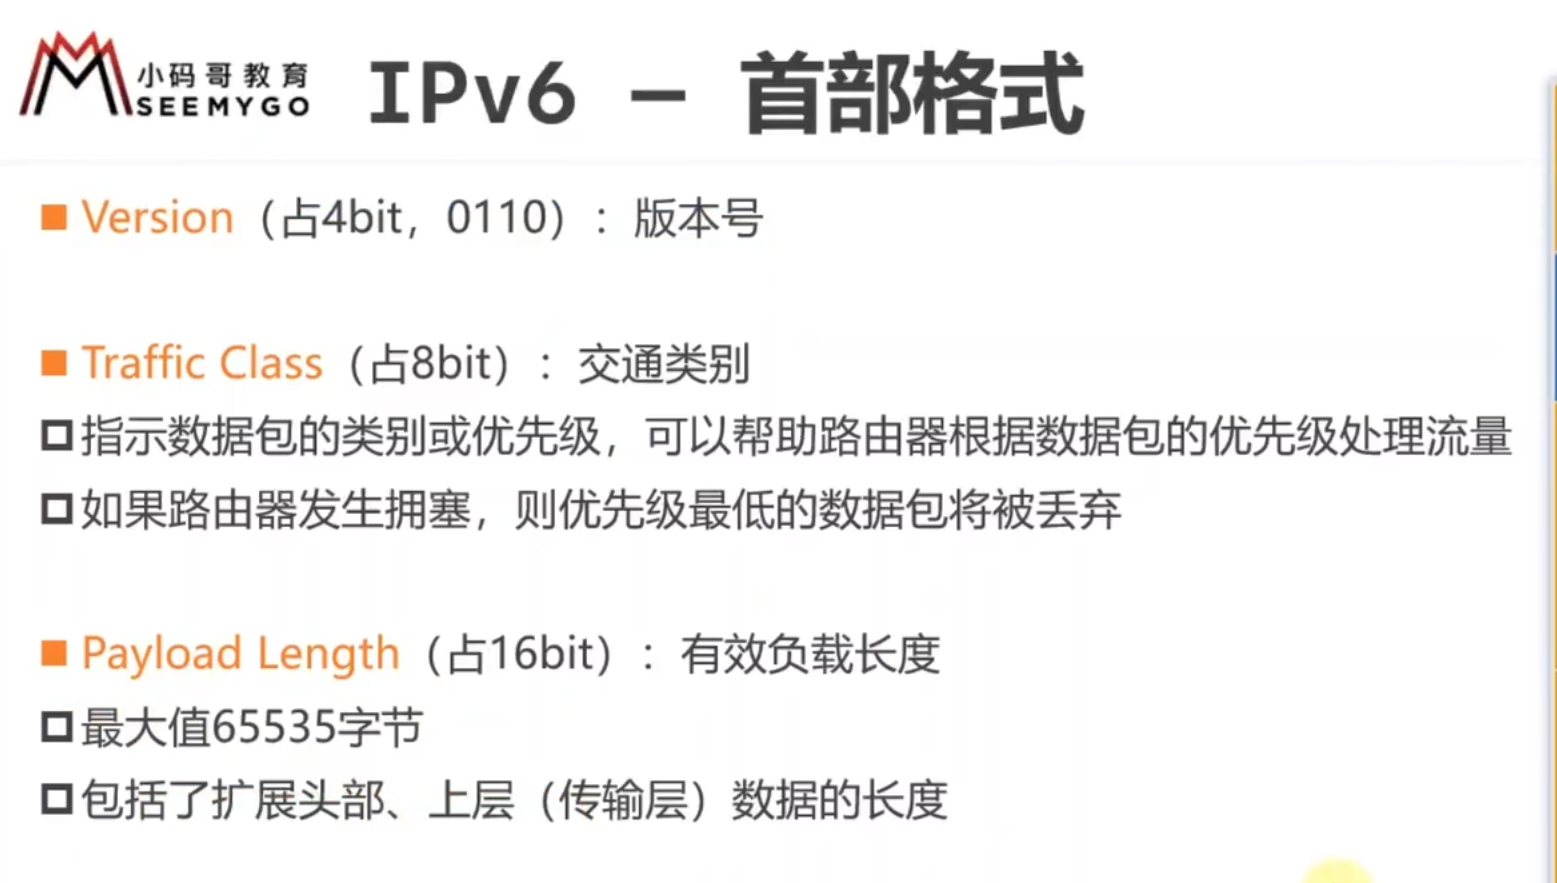 小码哥教育
SEEMYGO
IPv6 – 首部格式
Version（占4bit，0110）：版本号
Traffic Class（占8bit）：交通类别
指示数据包的类别或优先级，可以帮助路由器根据数据包的优先级处理流量
如果路由器发生拥塞，则优先级最低的数据包将被丢弃
Payload Length（占16bit）：有效负载长度
最大值65535字节
包括了扩展头部、上层（传输层）数据的长度